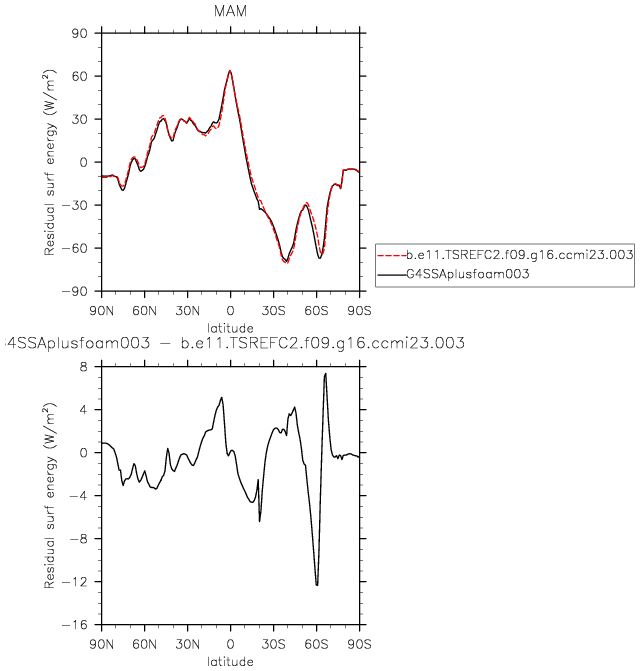 MAM
Residual surf energy (W/m²)
90
60
30
0
−30
−60
−90
90N 60N 30N 0 30S 60S 90S
latitude
b.e11.TSREFC2.f09.g16.ccmi23.003
G4SSAplusfoam003
4SSAplusfoam003 − b.e11.TSREFC2.f09.g16.ccmi23.003
Residual surf energy (W/m²)
8
4
0
−4
−8
−12
−16
90N 60N 30N 0 30S 60S 90S
latitude